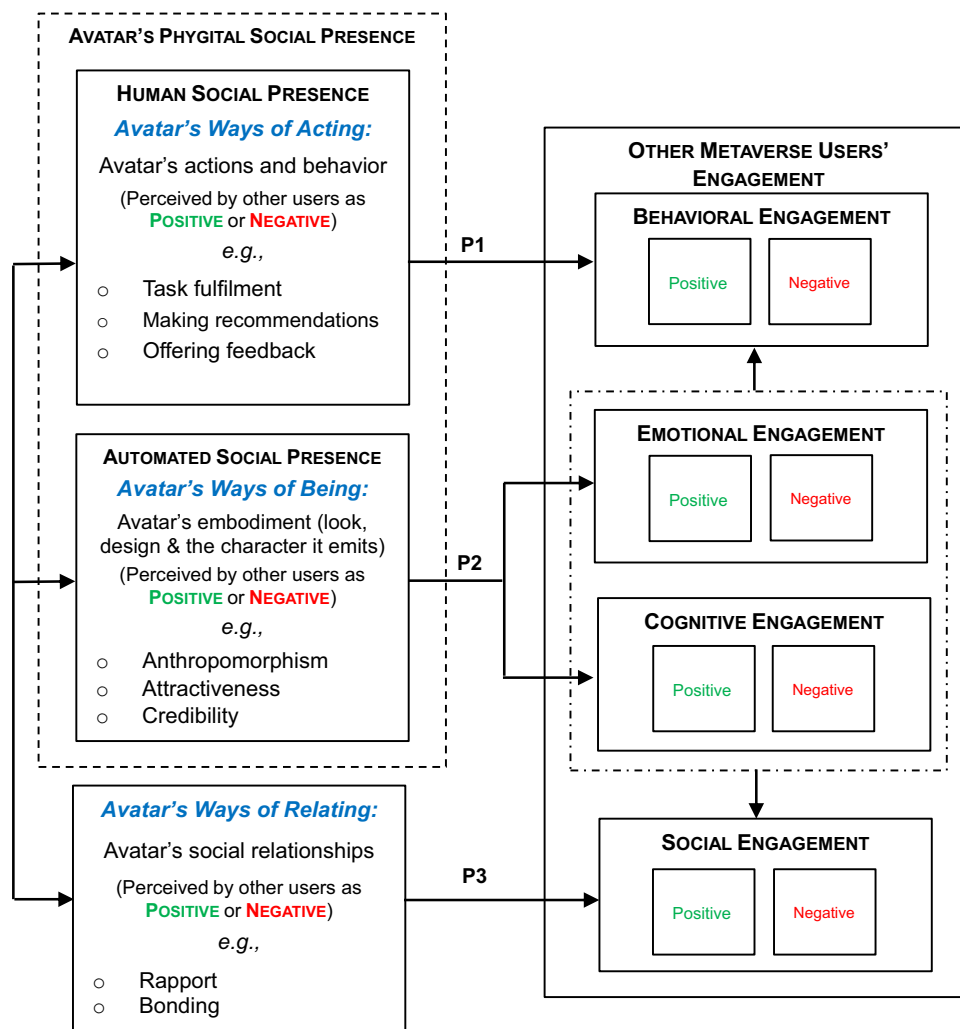 AVATAR'S PHYGITAL SOCIAL PRESENCE
HUMAN SOCIAL PRESENCE
Avatar's Ways of Acting:
Avatar's actions and behavior
(Perceived by other users as
POSITIVE or NEGATIVE)
e.g.,
o Task fulfilment
o Making recommendations
o Offering feedback
AUTOMATED SOCIAL PRESENCE
Avatar's Ways of Being:
Avatar's embodiment (look,
design & the character it emits)
(Perceived by other users as
POSITIVE or NEGATIVE)
e.g.,
o Anthropomorphism
o Attractiveness
o Credibility
Avatar's Ways of Relating:
Avatar's social relationships
(Perceived by other users as
POSITIVE or NEGATIVE)
e.g.,
o Rapport
o Bonding
P1
P2
P3
OTHER METAVERSE USERS'
ENGAGEMENT
BEHAVIORAL ENGAGEMENT
Positive
Negative
EMOTIONAL ENGAGEMENT
Positive
Negative
COGNITIVE ENGAGEMENT
Positive
Negative
SOCIAL ENGAGEMENT
Positive
Negative